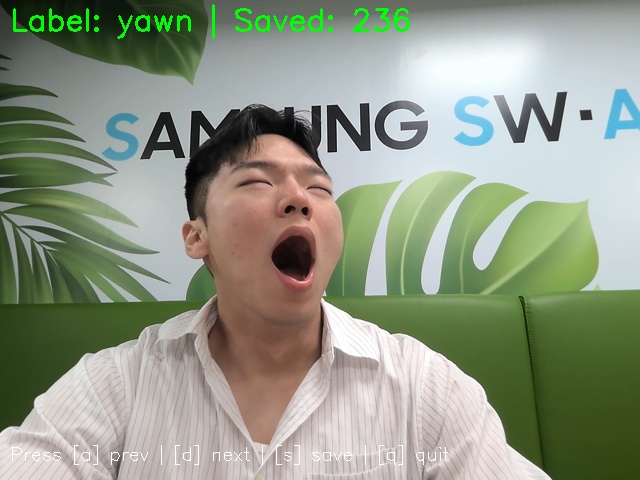 Label: yawn | Saved: 236
SAMSUNG SW·A
Press [a] prev | [d] next | [s] save | [q] quit